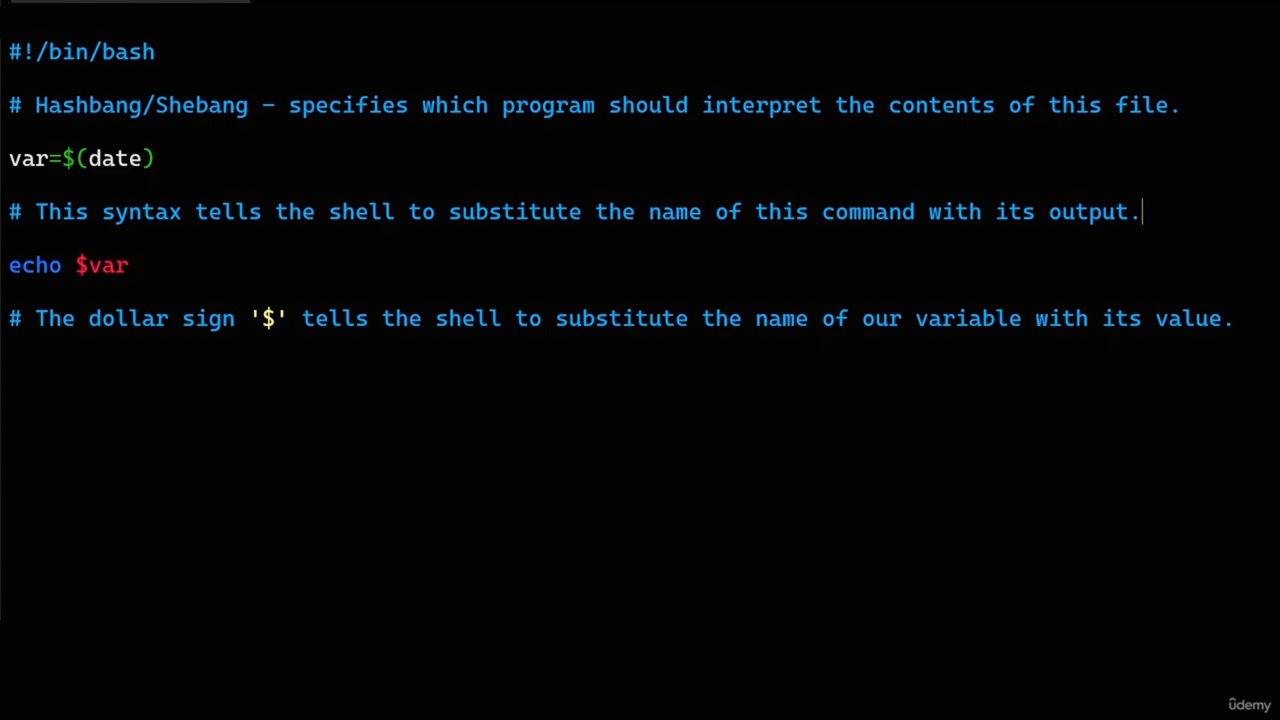 #!/bin/bash
# Hashbang/Shebang - specifies which program should interpret the contents of this file.
var=$(date)
# This syntax tells the shell to substitute the name of this command with its output.
echo $var
# The dollar sign '$' tells the shell to substitute the name of our variable with its value.
ûdemy